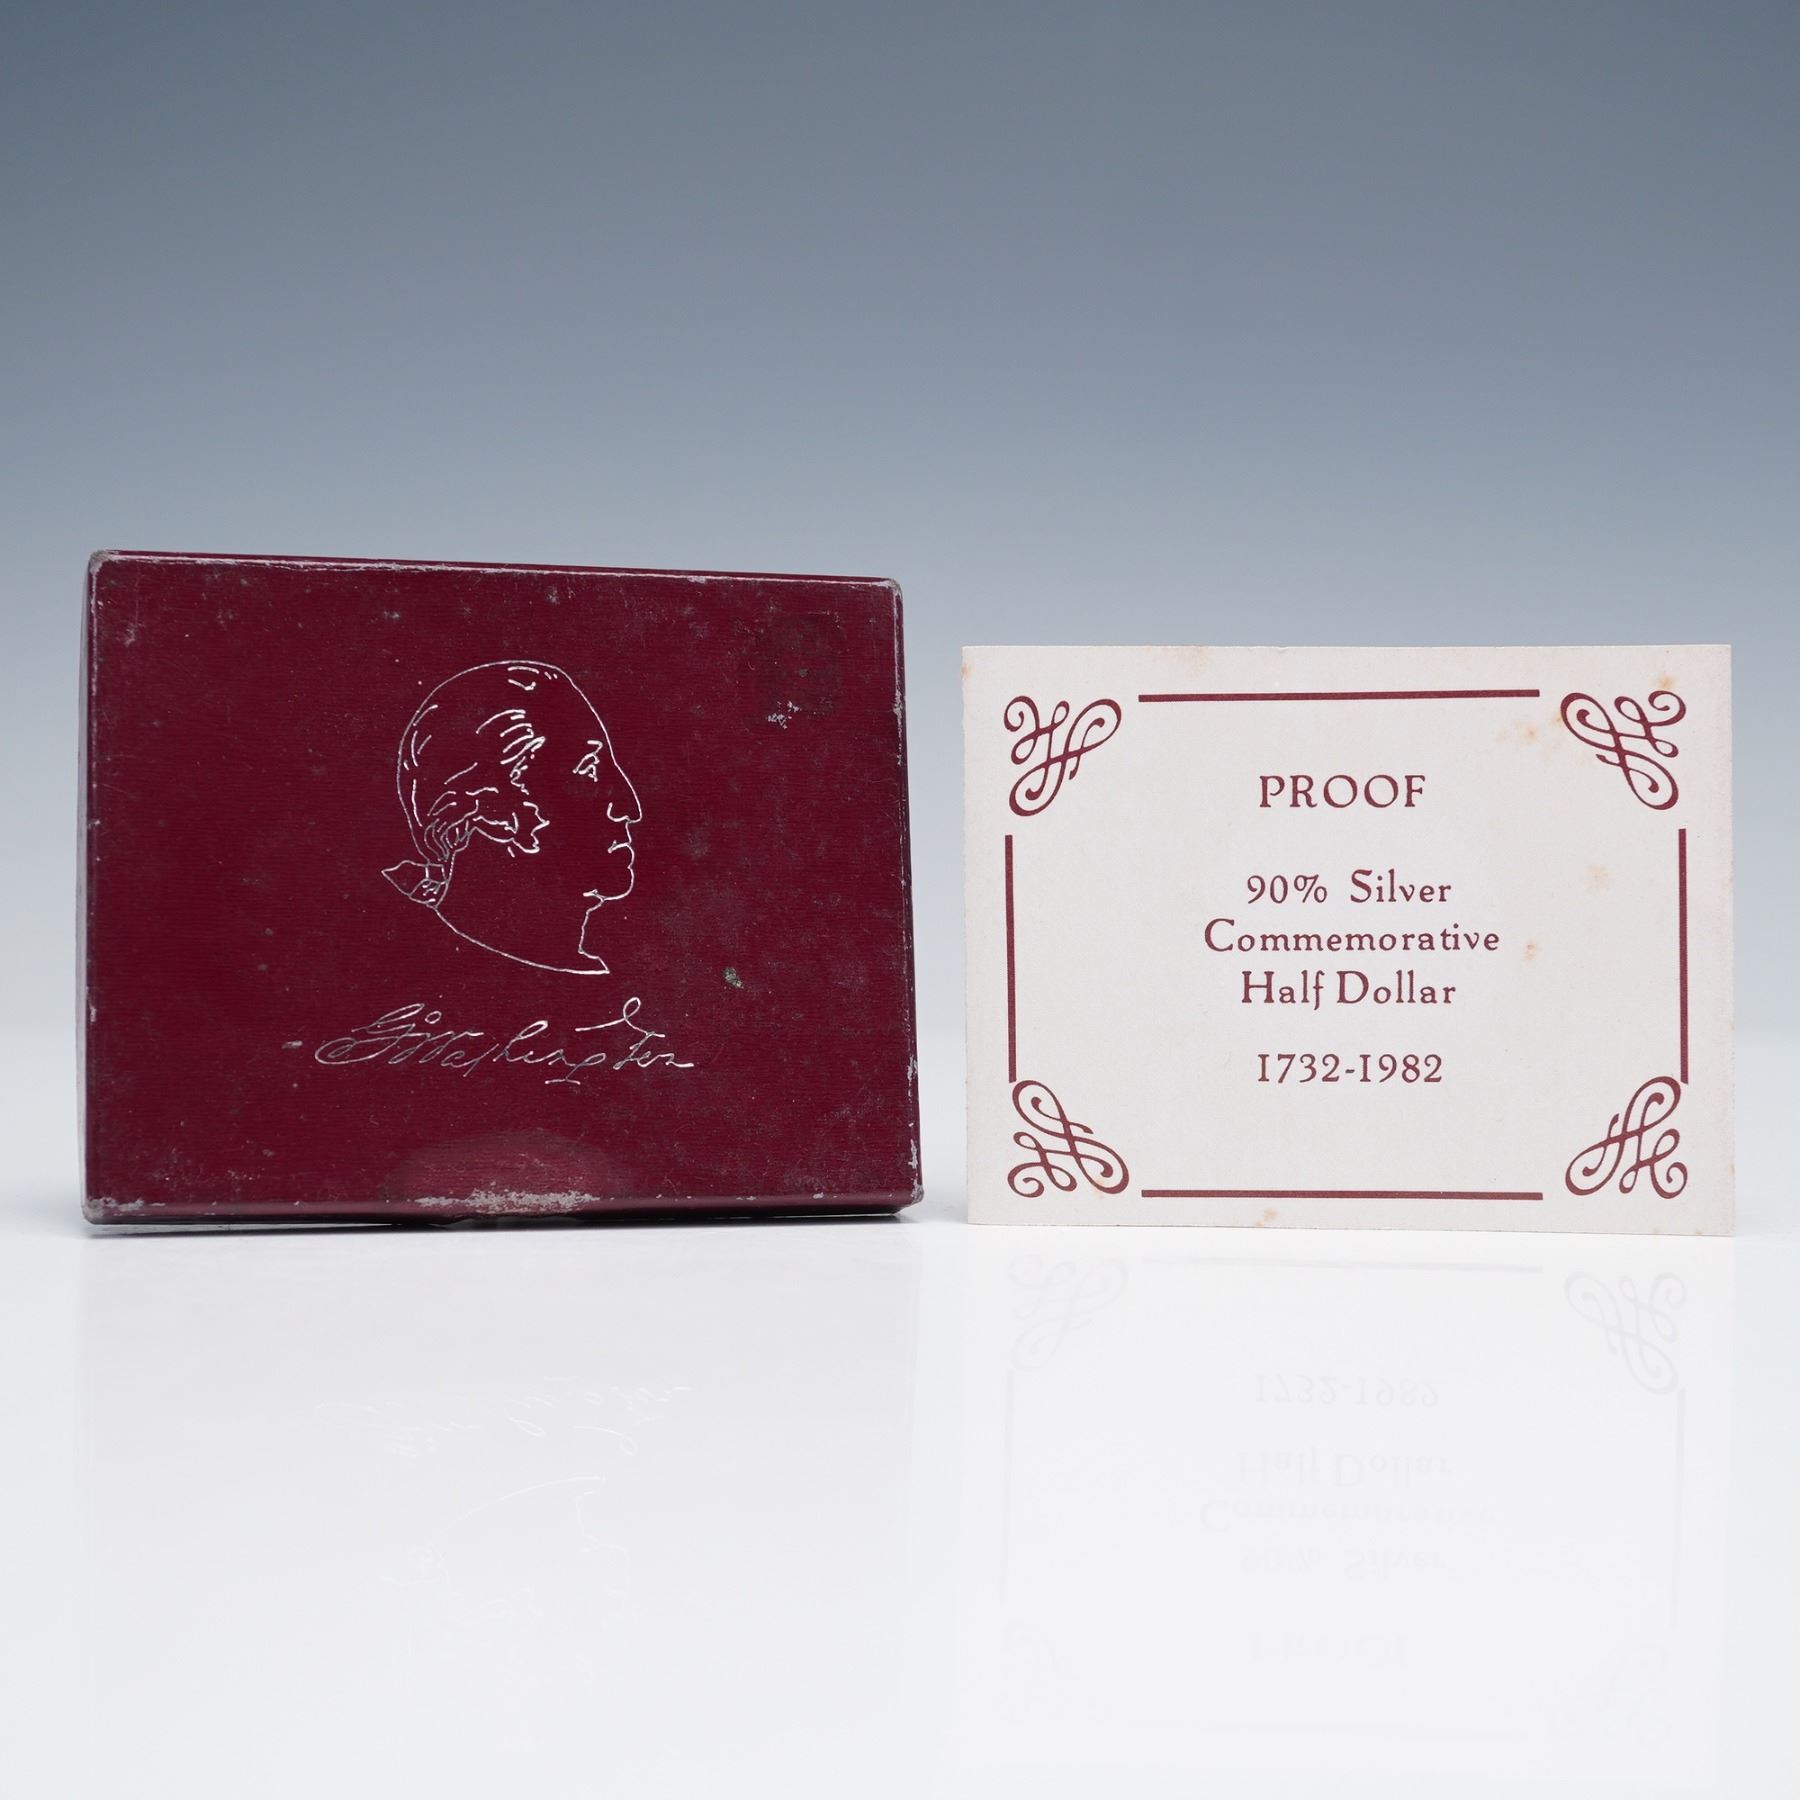 G:Washington
PROOF
90% Silver
Commemorative
Half Dollar
1732-1982